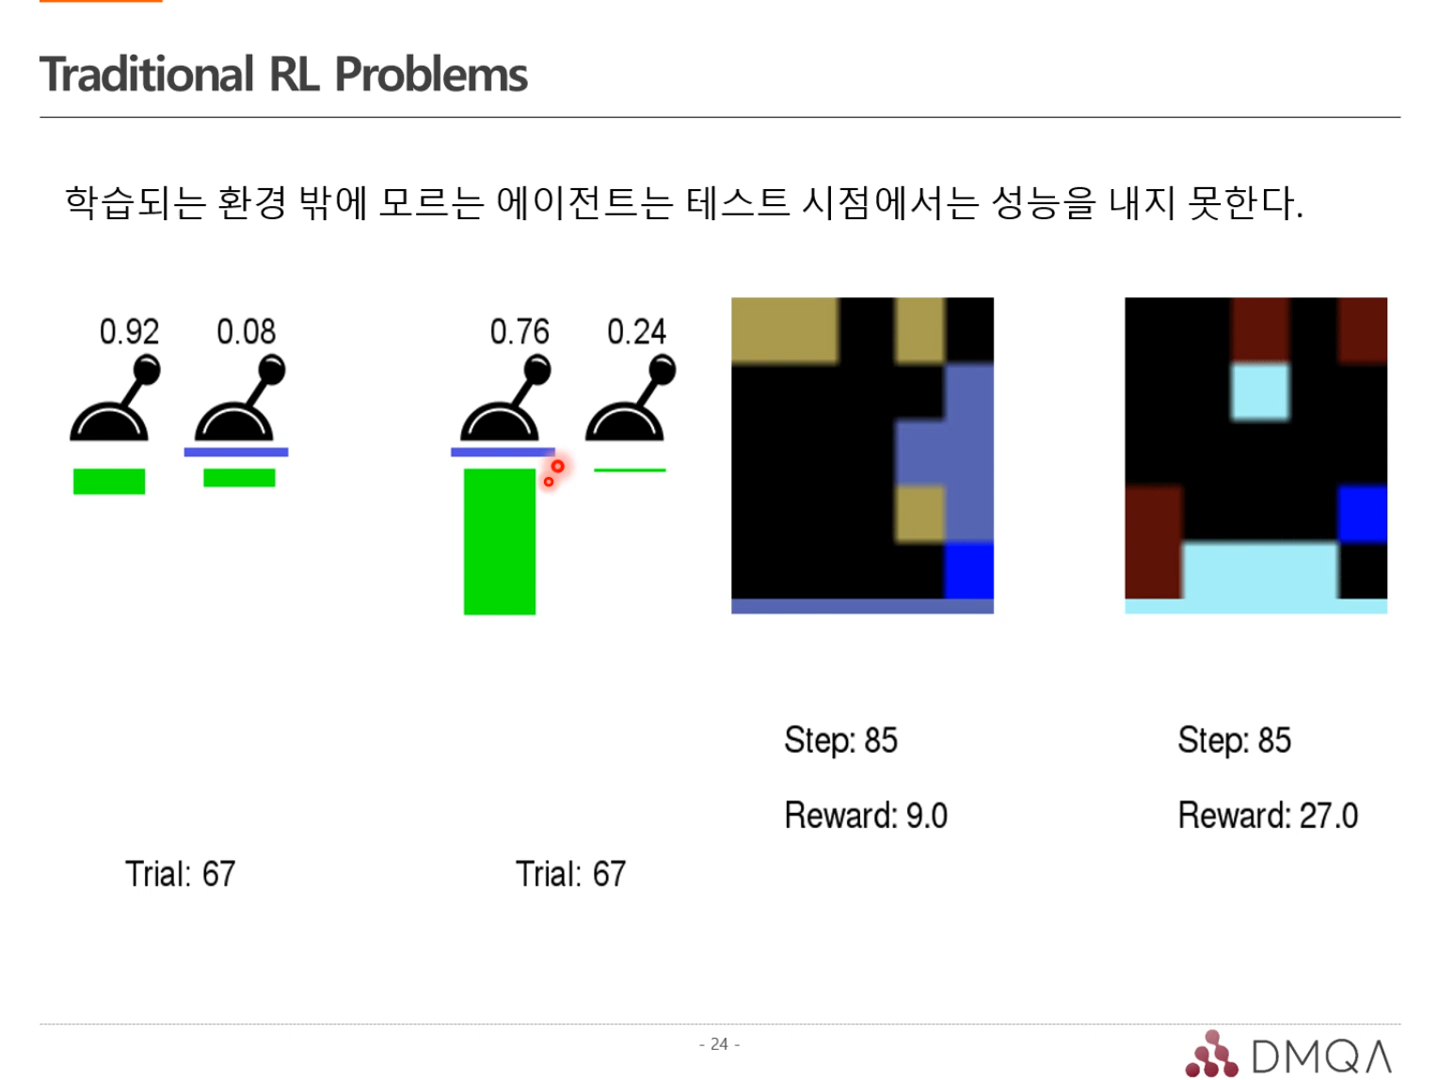 Traditional RL Problems
학습되는 환경 밖에 모르는 에이전트는 테스트 시점에서는 성능을 내지 못한다.
0.92 0.08
0.76 0.24
Step: 85
Reward: 9.0
Step: 85
Reward: 27.0
Trial: 67
Trial: 67
- 24 -
DMQA